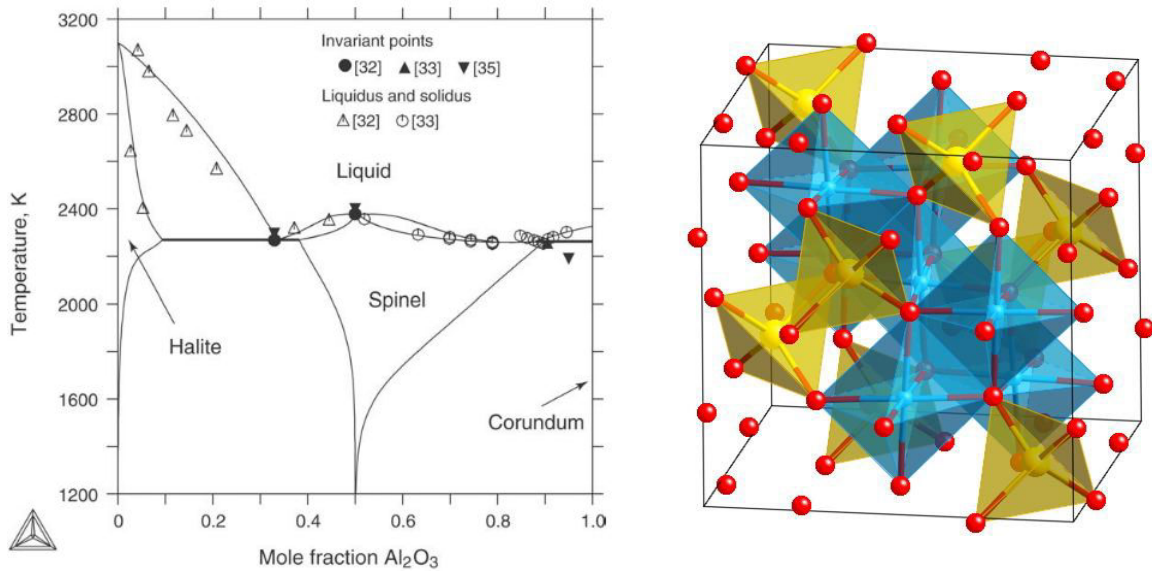 3200
2800
2400
2000
1600
1200
Temperature, K
Invariant points
[32] [33] [35]
Liquidus and solidus
[32] [33]
Liquid
Spinel
Halite
Corundum
0 0.2 0.4 0.6 0.8 1.0
Mole fraction Al₂O₃